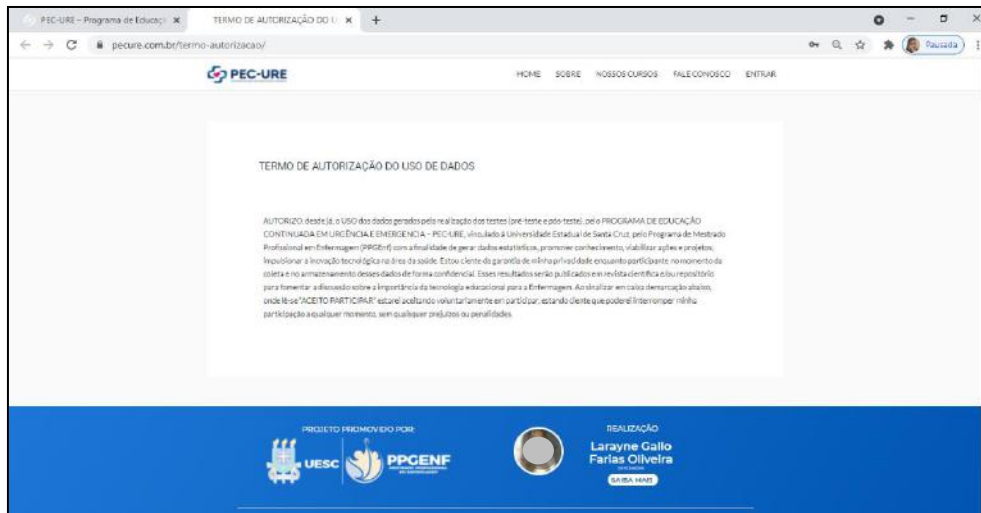 PEC-URE – Programa de Educaçã
TERMO DE AUTORIZAÇÃO DO U
pecure.com.br/termo-autorizacao/
Pausada
PEC-URE
HOME SOBRE NOSSOS CURSOS FALE CONOSCO ENTRAR
TERMO DE AUTORIZAÇÃO DO USO DE DADOS
AUTORIZO, desde já, o USO dos dados gerados pela realização dos testes (pré-teste e pós-teste), pelo PROGRAMA DE EDUCAÇÃO
CONTINUADA EM URGÊNCIA E EMERGENCIA – PEC-URE, vinculado à Universidade Estadual de Santa Cruz, pelo Programa de Mestrado
Profissional em Enfermagem (PPGEnf) com a finalidade de gerar dados estatísticos, promover conhecimento, viabilizar ações e projetos,
impulsionar a inovação tecnológica na área da saúde. Estou ciente da garantia de minha privacidade enquanto participante no momento da
coleta e no armazenamento desses dados de forma confidencial. Esses resultados serão publicados em revista científica e/ou repositório
para fomentar a discussão sobre a importância da tecnologia educacional para a Enfermagem. Ao sinalizar em caixa demarcação abaixo,
onde lê-se "ACEITO PARTICIPAR" estarei aceitando voluntariamente em participar, estando ciente que poderei interromper minha
participação a qualquer momento, sem quaisquer prejuízos ou penalidades.
PROJETO PROMOVIDO POR:
UESC
PPGENF
REALIZAÇÃO
Larayne Gallo
Farias Oliveira
SAIBA MAIS